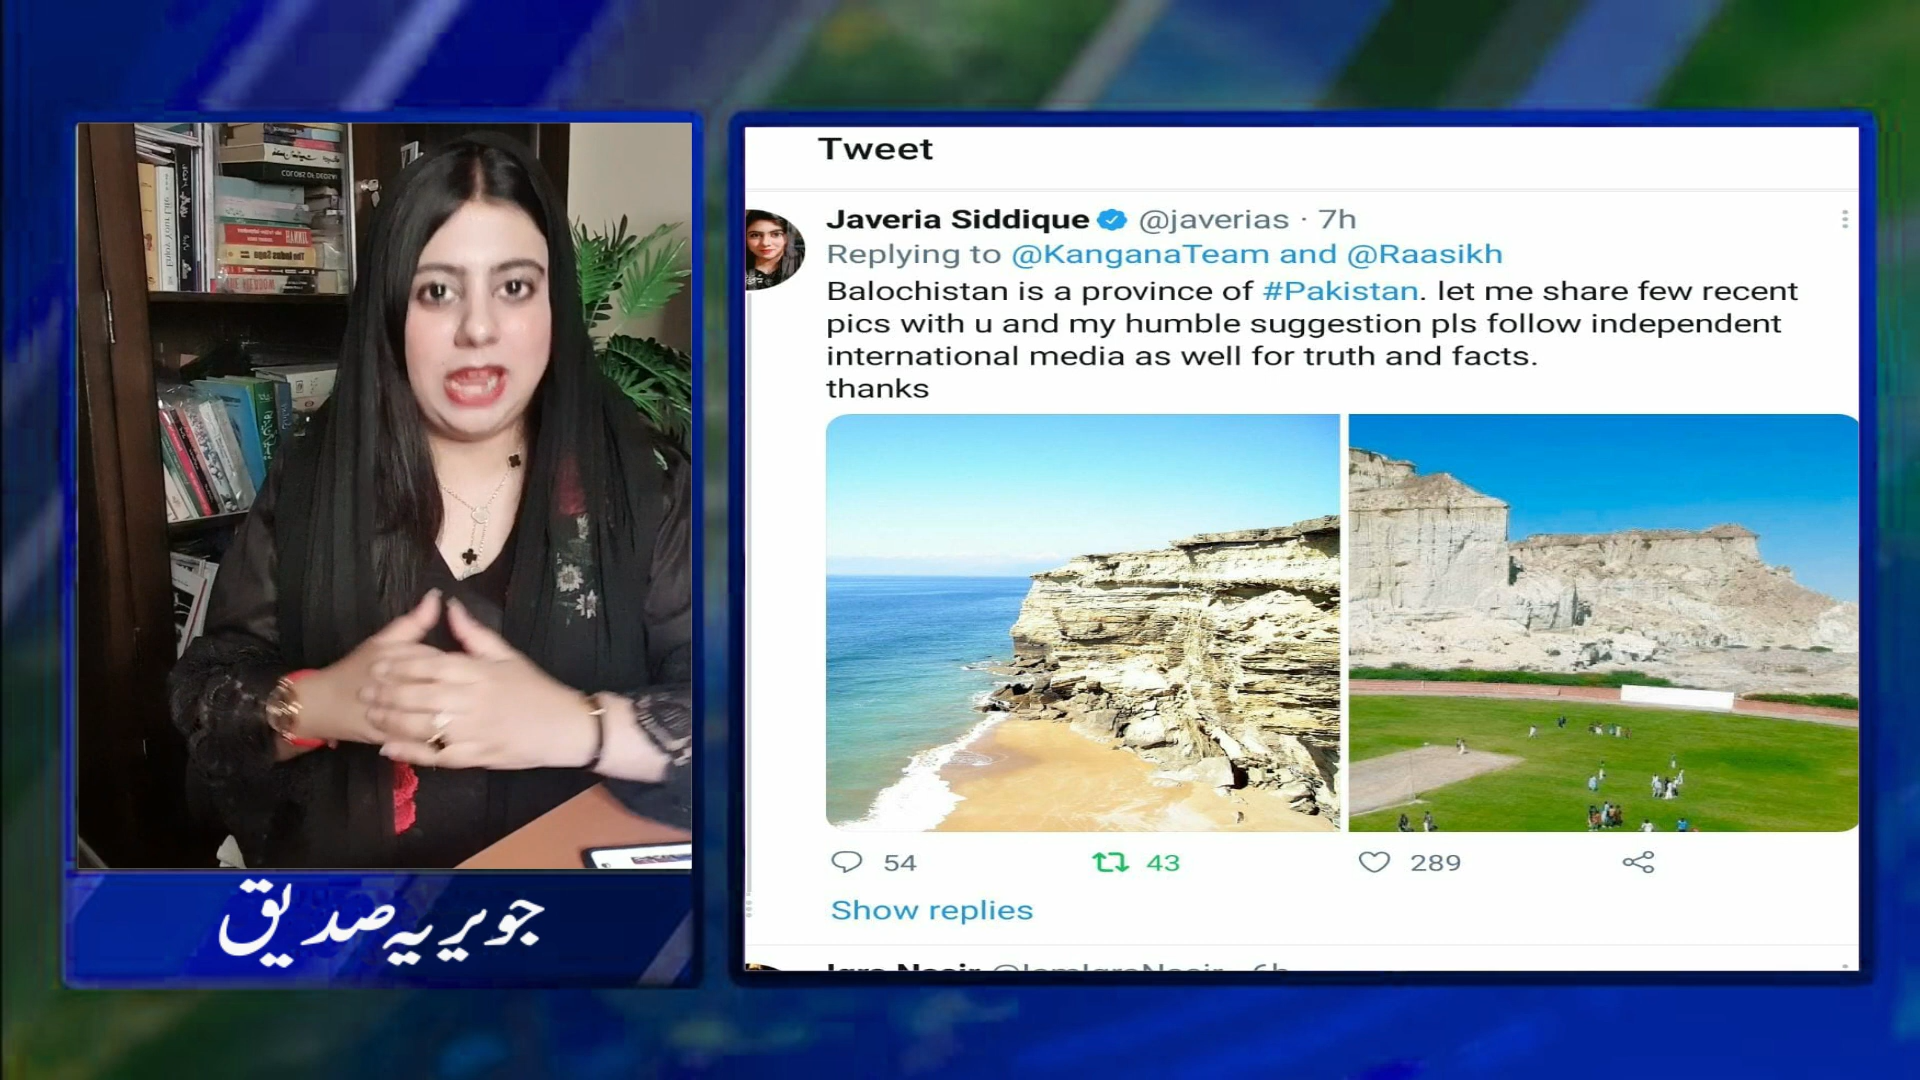 Tweet
Javeria Siddique @javerias · 7h
Replying to @KanganaTeam and @Raasikh
Balochistan is a province of #Pakistan. let me share few recent
pics with u and my humble suggestion pls follow independent
international media as well for truth and facts.
thanks
54 43 289
Show replies
جویریہ صدیق